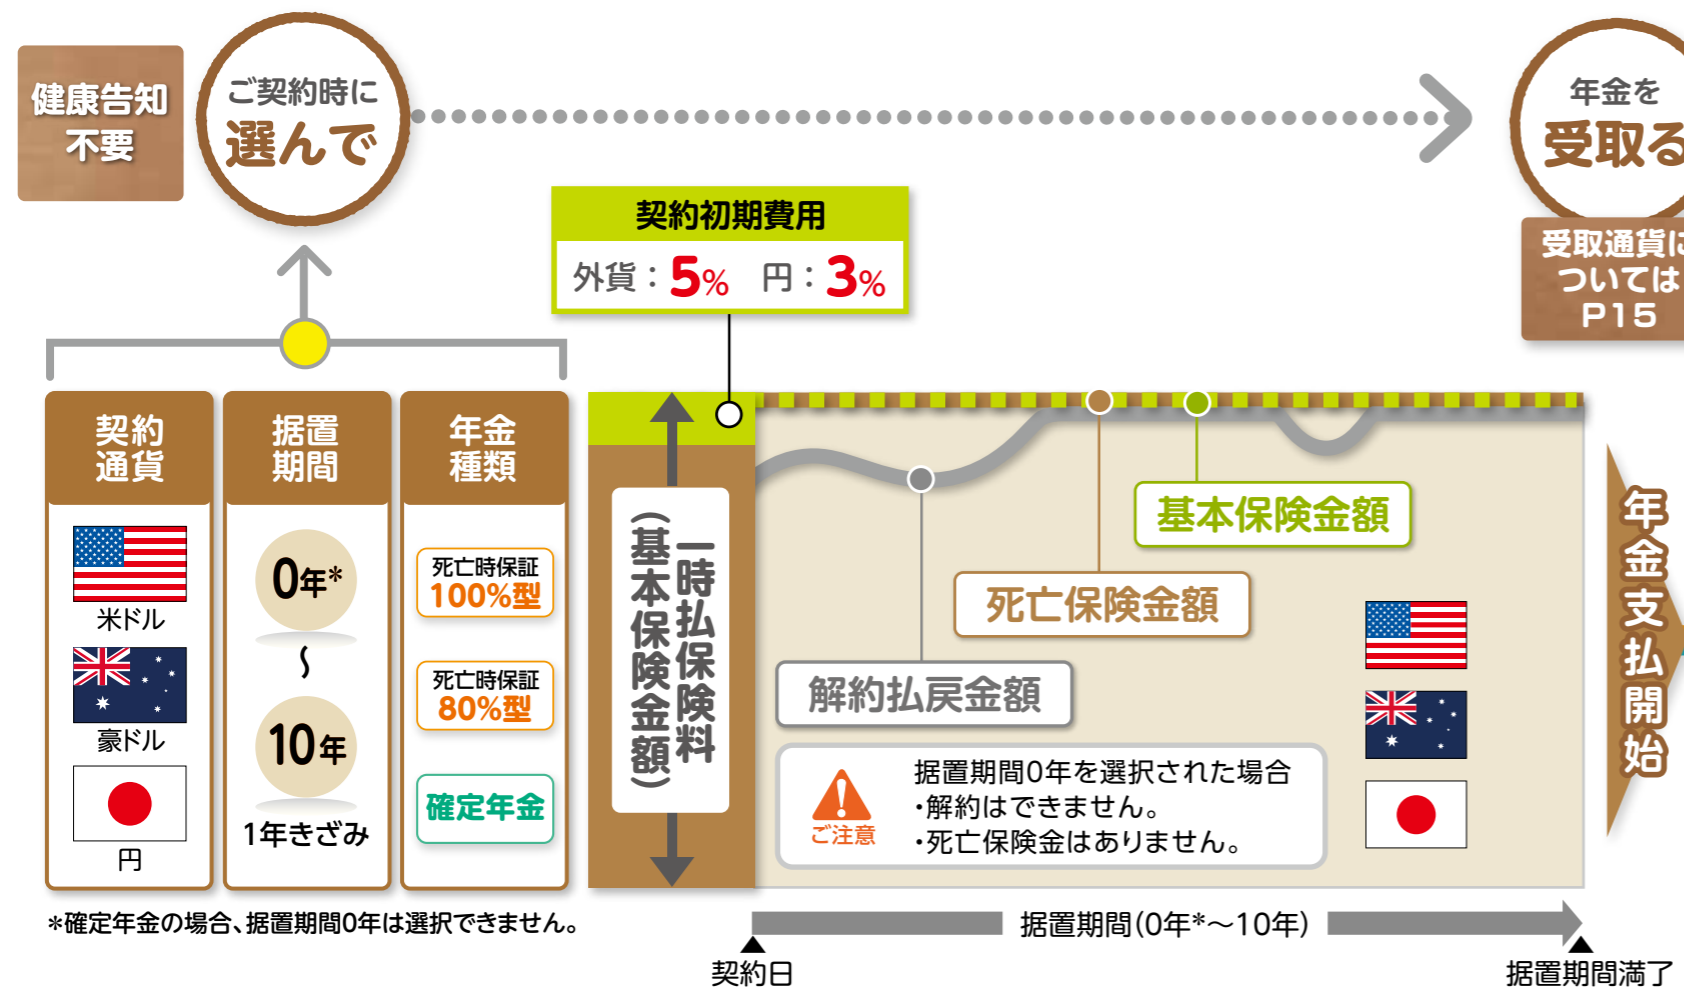 健康告知
不要
ご契約時に
選んで
年金を
受取る
受取通貨に
ついては
P15
契約初期費用
外貨：5%　円：3%
契約
通貨
米ドル
豪ドル
円
据置
期間
0年*
〜
10年
1年きざみ
年金
種類
死亡時保証
100%型
死亡時保証
80%型
確定年金
*確定年金の場合、据置期間0年は選択できません。
一時払保険料
（基本保険金額）
基本保険金額
死亡保険金額
解約払戻金額
ご注意
据置期間0年を選択された場合
・解約はできません。
・死亡保険金はありません。
年金支払開始
据置期間(0年*〜10年)
契約日
据置期間満了